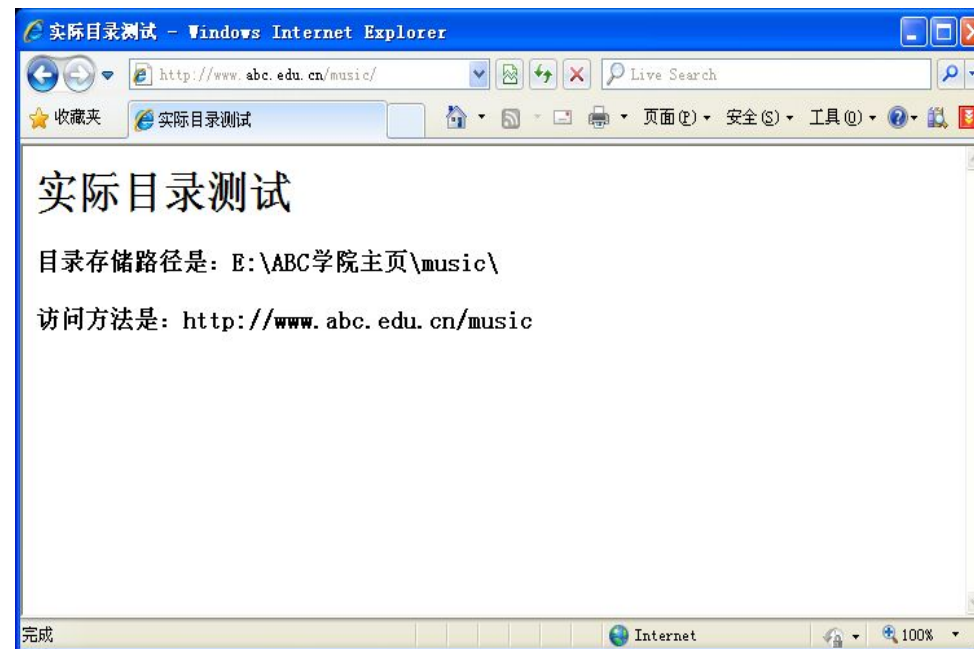 实际目录测试 - Windows Internet Explorer
http://www.abc.edu.cn/music/
Live Search
收藏夹
实际目录测试
页面(P)
安全(S)
工具(O)
实际目录测试
目录存储路径是：E:\ABC学院主页\music\
访问方法是：http://www.abc.edu.cn/music
完成
Internet
100%